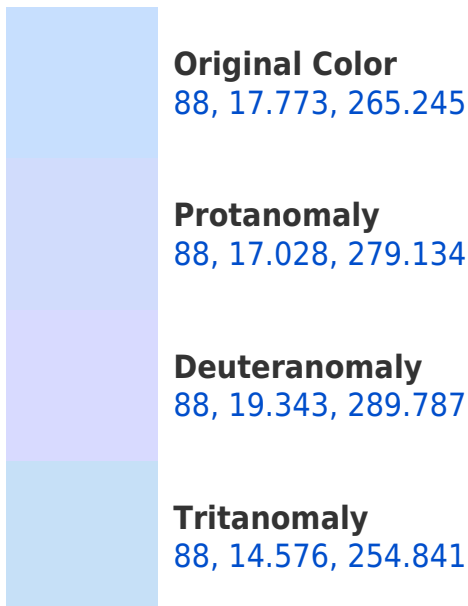 Original Color
88, 17.773, 265.245
Protanomaly
88, 17.028, 279.134
Deuteranomaly
88, 19.343, 289.787
Tritanomaly
88, 14.576, 254.841